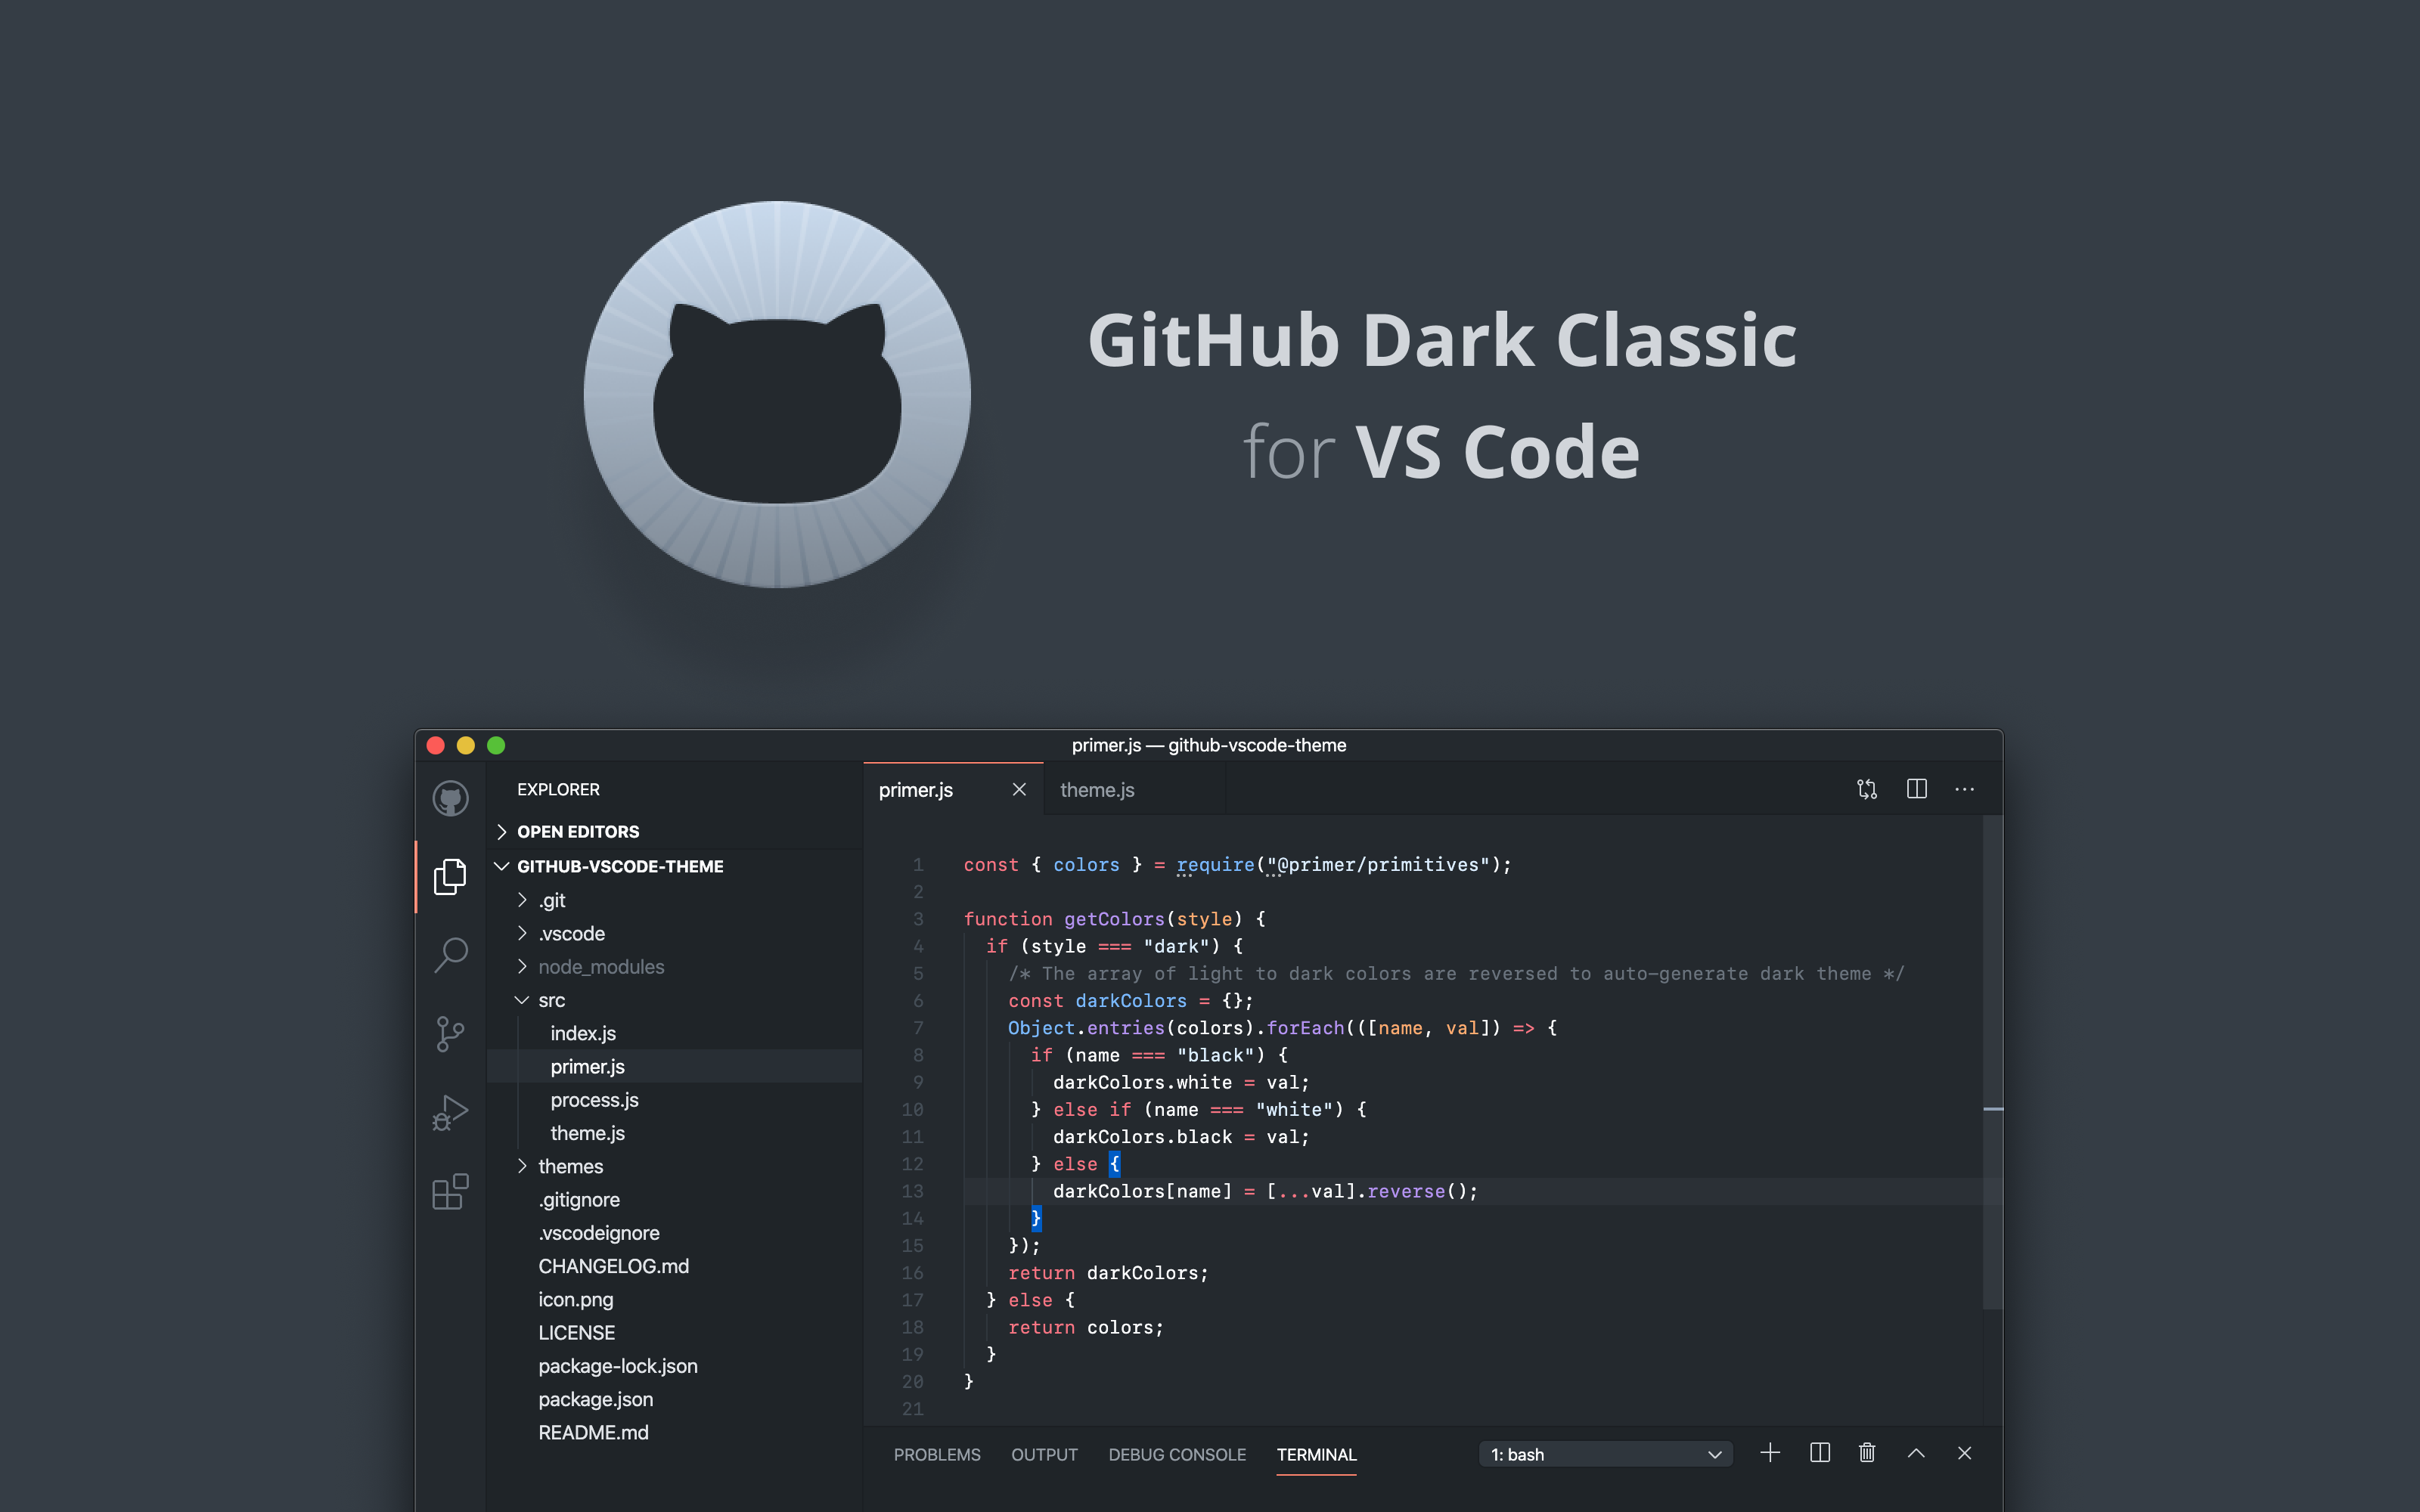 GitHub Dark Classic
for VS Code
primer.js — github-vscode-theme
EXPLORER
OPEN EDITORS
GITHUB-VSCODE-THEME
.git
.vscode
node_modules
src
index.js
primer.js
process.js
theme.js
themes
.gitignore
.vscodeignore
CHANGELOG.md
icon.png
LICENSE
package-lock.json
package.json
README.md
primer.js
theme.js
1 const { colors } = require("@primer/primitives");
2
3 function getColors(style) {
4 if (style === "dark") {
5 /* The array of light to dark colors are reversed to auto-generate dark theme */
6 const darkColors = {};
7 Object.entries(colors).forEach(([name, val]) => {
8 if (name === "black") {
9 darkColors.white = val;
10 } else if (name === "white") {
11 darkColors.black = val;
12 } else {
13 darkColors[name] = [...val].reverse();
14 }
15 });
16 return darkColors;
17 } else {
18 return colors;
19 }
20 }
21
PROBLEMS OUTPUT DEBUG CONSOLE TERMINAL 1: bash